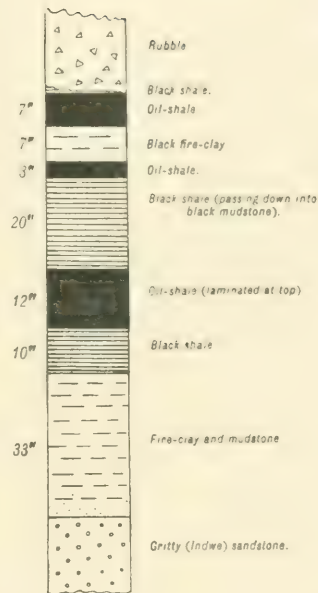 Rubble
Black shale.
7" Oil-shale
7" Black fire-clay
3" Oil-shale.
20" Black shale (passing down into
black mudstone).
12" Oil-shale (laminated at top)
10" Black shale
33" Fire-clay and mudstone
Gritty (Indwe) sandstone.